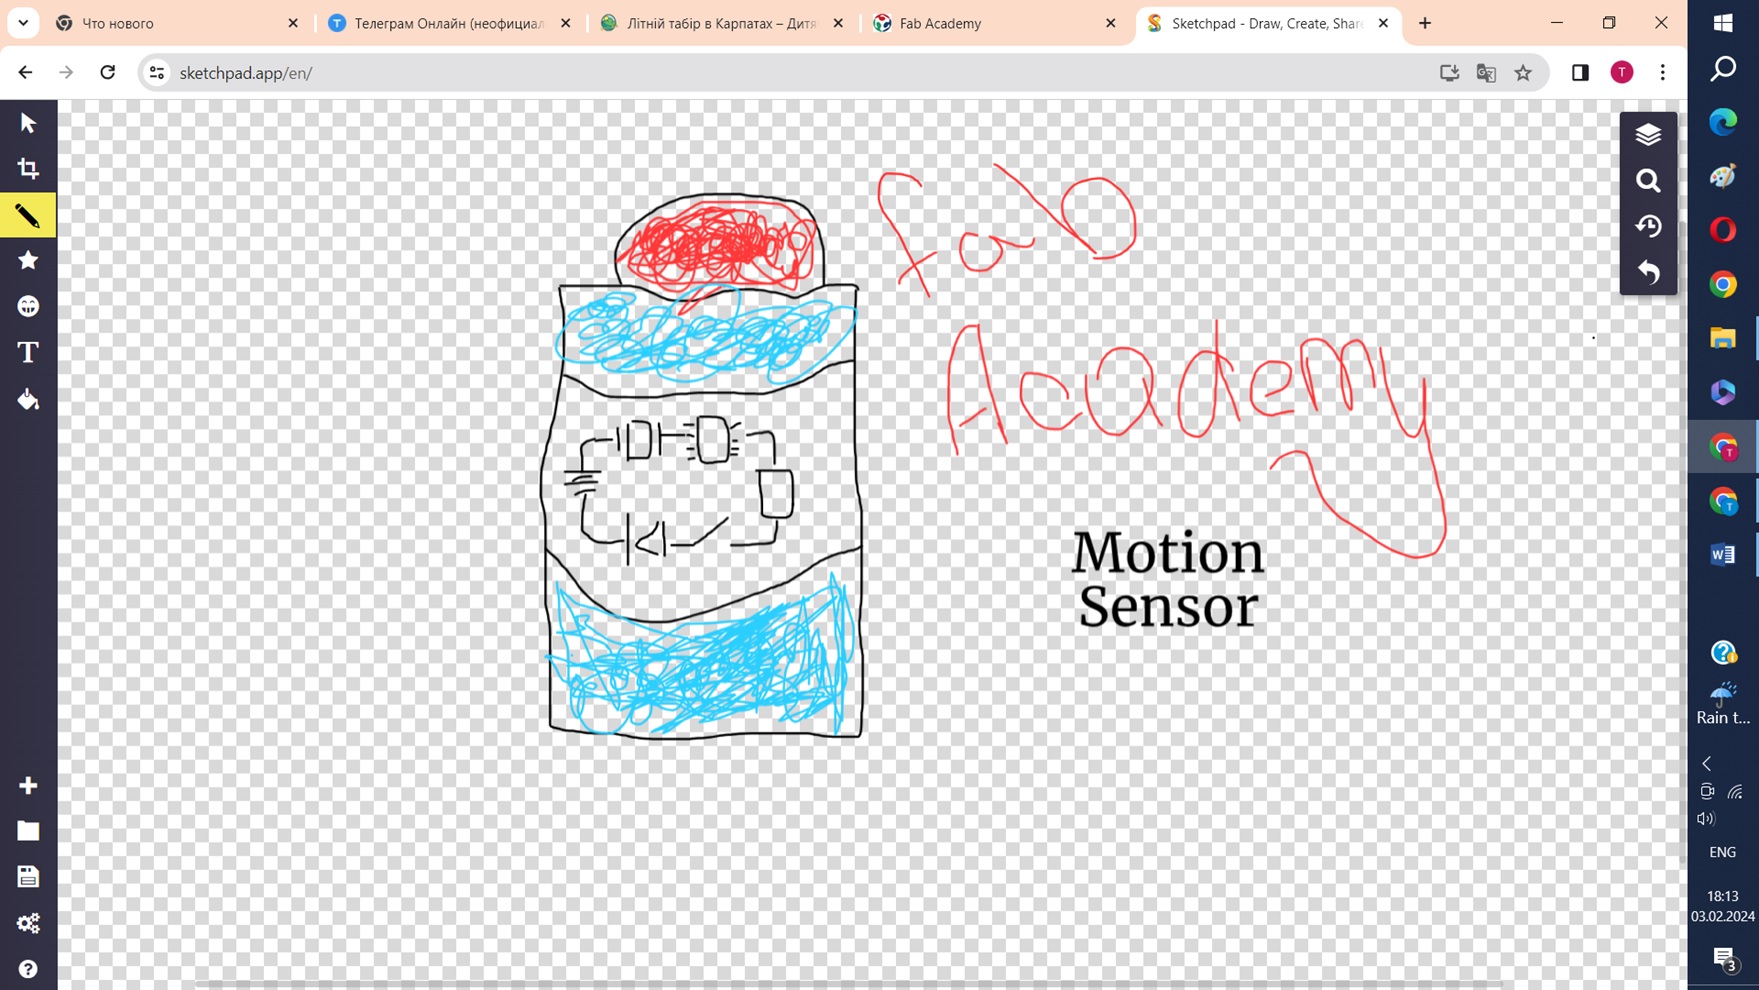 Что нового
Телеграм Онлайн (неофициал
Літній табір в Карпатах – Дитя
Fab Academy
Sketchpad - Draw, Create, Share
sketchpad.app/en/
T
Fab
Academy
Motion
Sensor
T
Rain t...
ENG
18:13
03.02.2024
3